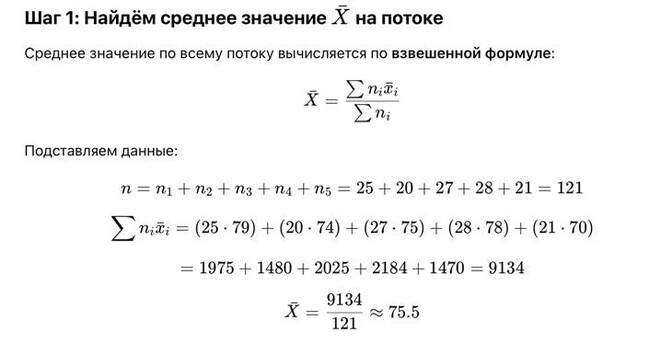 Шаг 1: Найдём среднее значение X̄ на потоке
Среднее значение по всему потоку вычисляется по взвешенной формуле:
X̄ = ∑ nᵢx̄ᵢ / ∑ nᵢ
Подставляем данные:
n = n₁ + n₂ + n₃ + n₄ + n₅ = 25 + 20 + 27 + 28 + 21 = 121
∑ nᵢx̄ᵢ = (25 · 79) + (20 · 74) + (27 · 75) + (28 · 78) + (21 · 70)
= 1975 + 1480 + 2025 + 2184 + 1470 = 9134
X̄ = 9134 / 121 ≈ 75.5